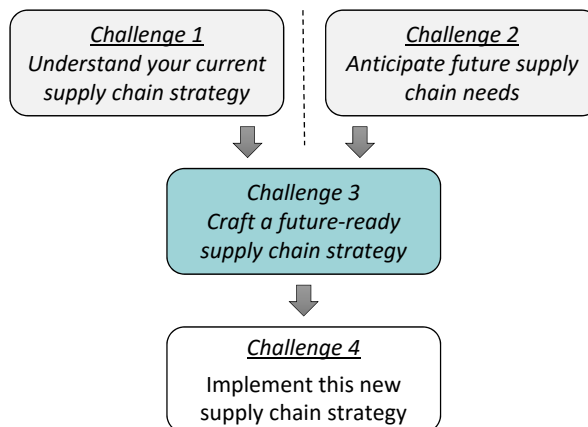 Challenge 1
Understand your current
supply chain strategy
Challenge 2
Anticipate future supply
chain needs
Challenge 3
Craft a future-ready
supply chain strategy
Challenge 4
Implement this new
supply chain strategy